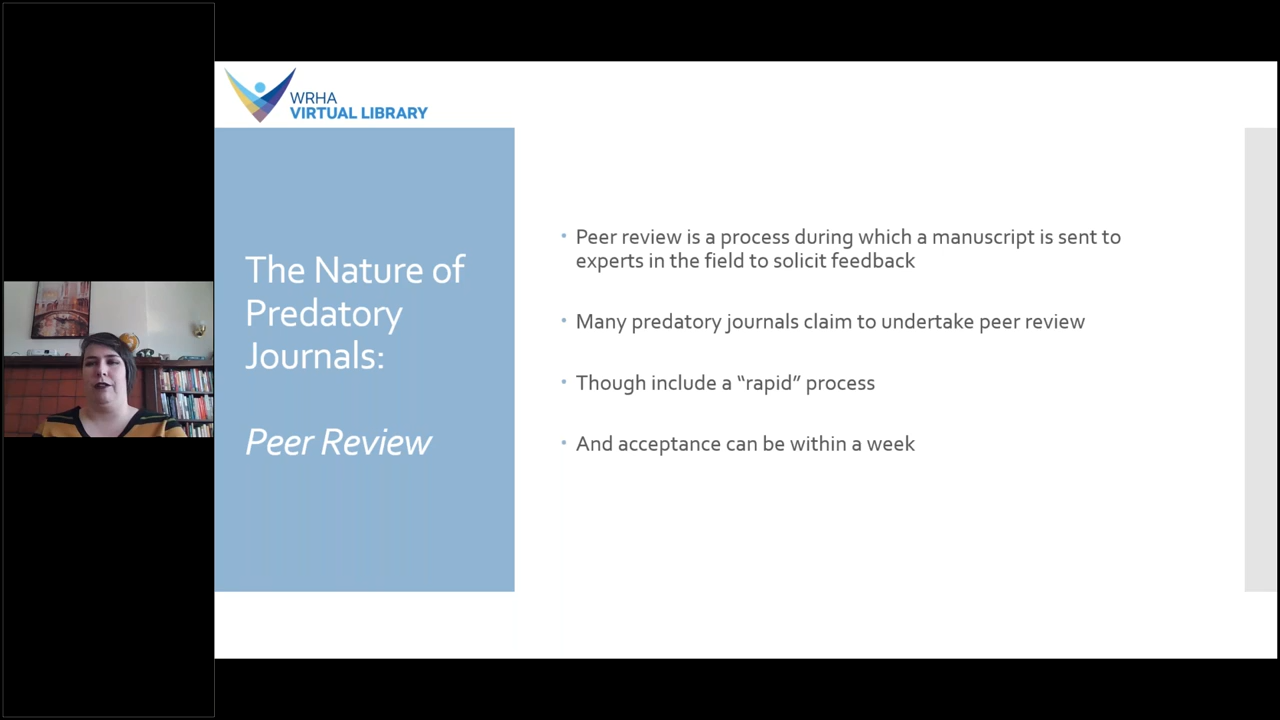 WRHA
VIRTUAL LIBRARY
The Nature of
Predatory
Journals:
Peer Review
• Peer review is a process during which a manuscript is sent to
experts in the field to solicit feedback
• Many predatory journals claim to undertake peer review
• Though include a “rapid” process
• And acceptance can be within a week